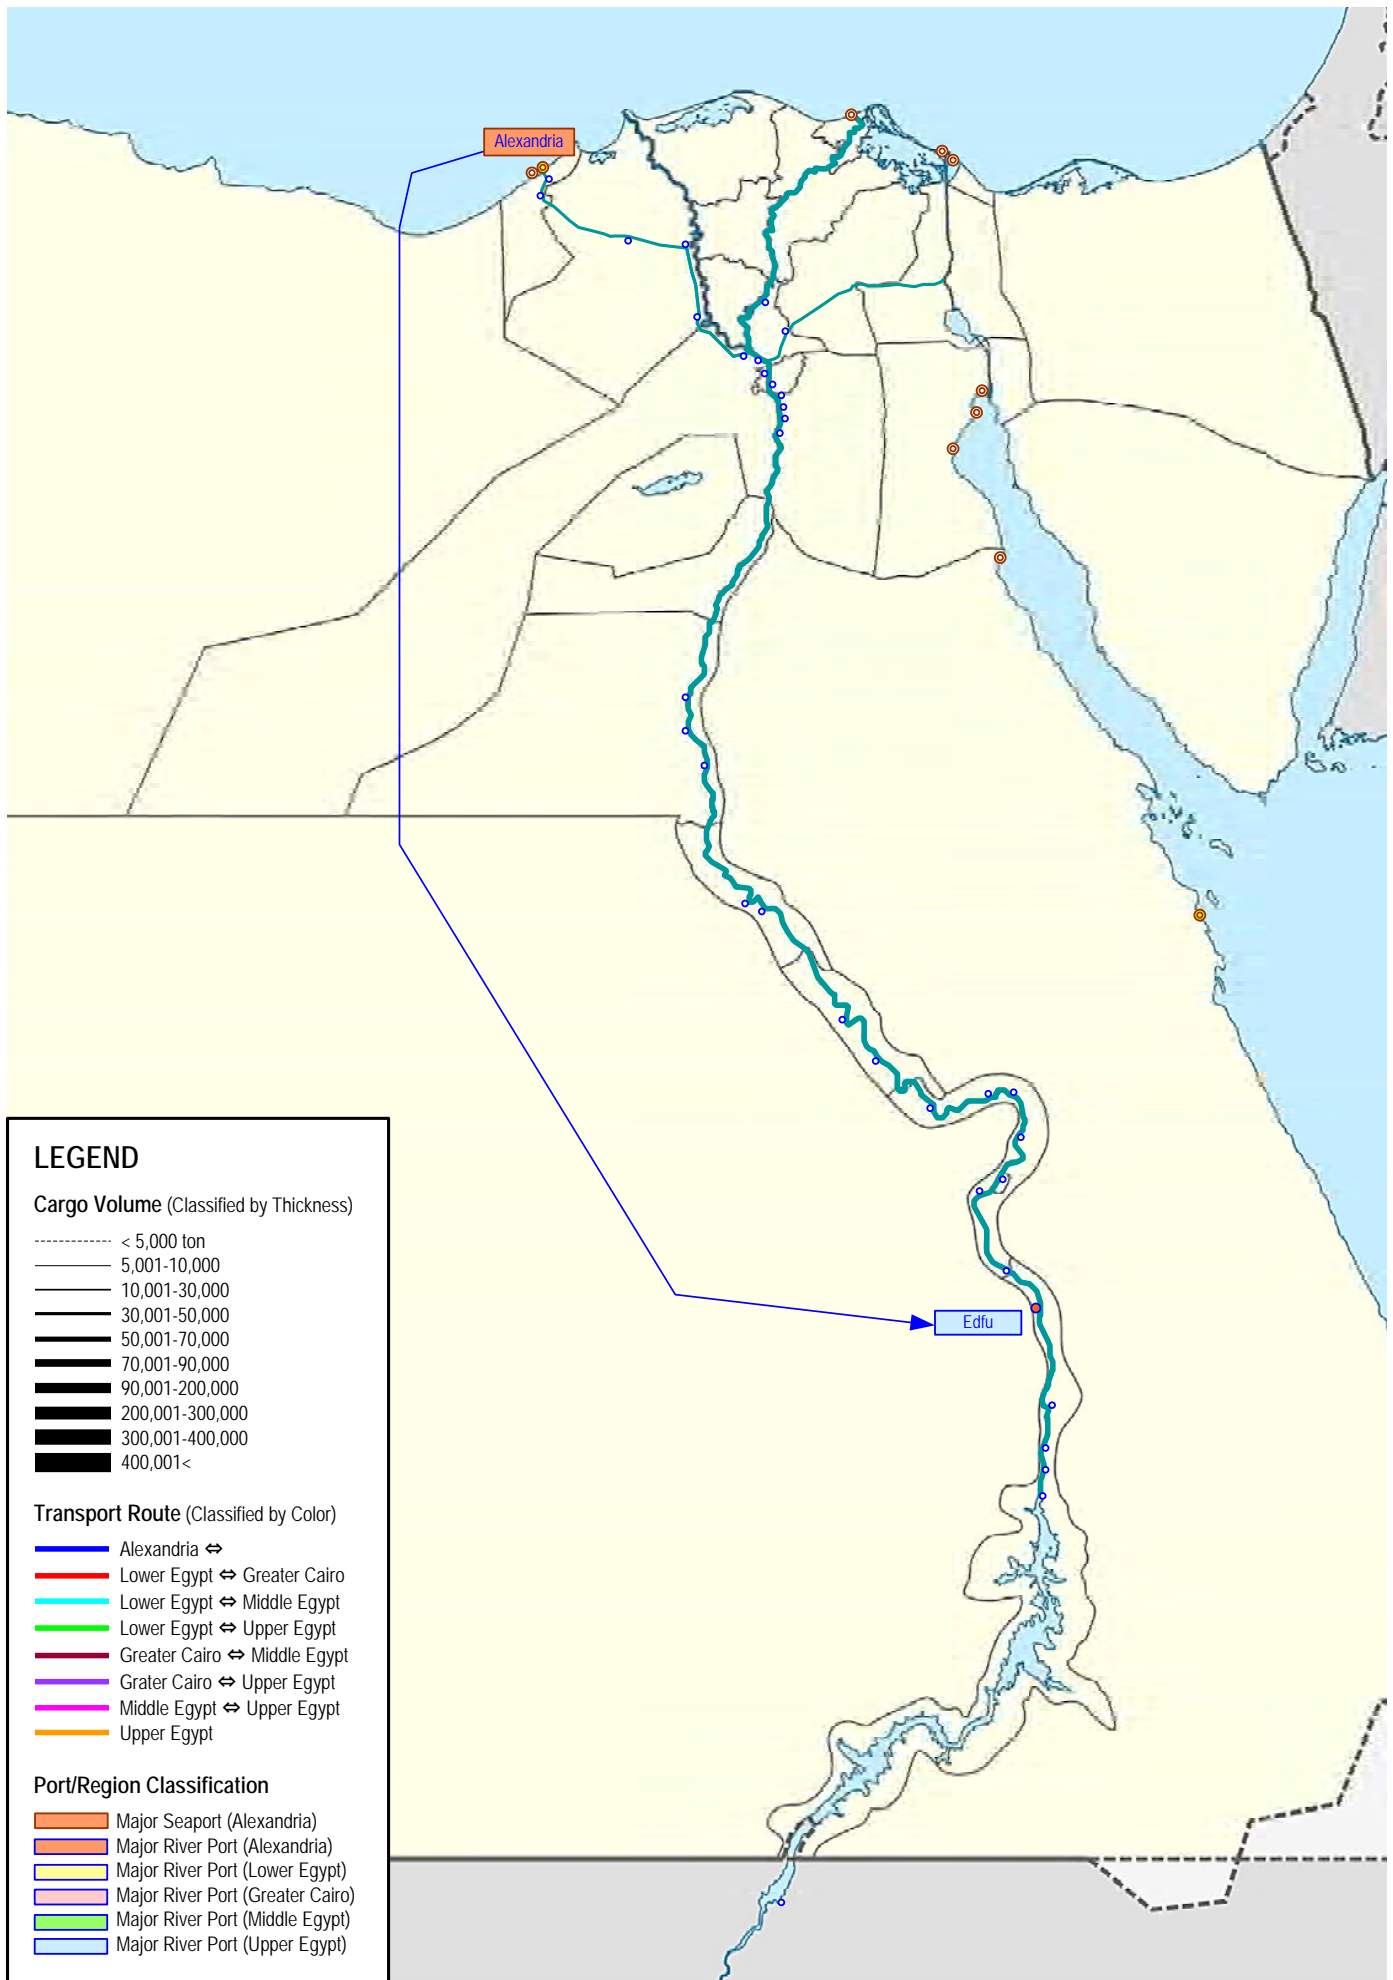 Alexandria
Edfu
LEGEND
Cargo Volume (Classified by Thickness)
< 5,000 ton
5,001-10,000
10,001-30,000
30,001-50,000
50,001-70,000
70,001-90,000
90,001-200,000
200,001-300,000
300,001-400,000
400,001<
Transport Route (Classified by Color)
Alexandria ⇔
Lower Egypt ⇔ Greater Cairo
Lower Egypt ⇔ Middle Egypt
Lower Egypt ⇔ Upper Egypt
Greater Cairo ⇔ Middle Egypt
Grater Cairo ⇔ Upper Egypt
Middle Egypt ⇔ Upper Egypt
Upper Egypt
Port/Region Classification
Major Seaport (Alexandria)
Major River Port (Alexandria)
Major River Port (Lower Egypt)
Major River Port (Greater Cairo)
Major River Port (Middle Egypt)
Major River Port (Upper Egypt)